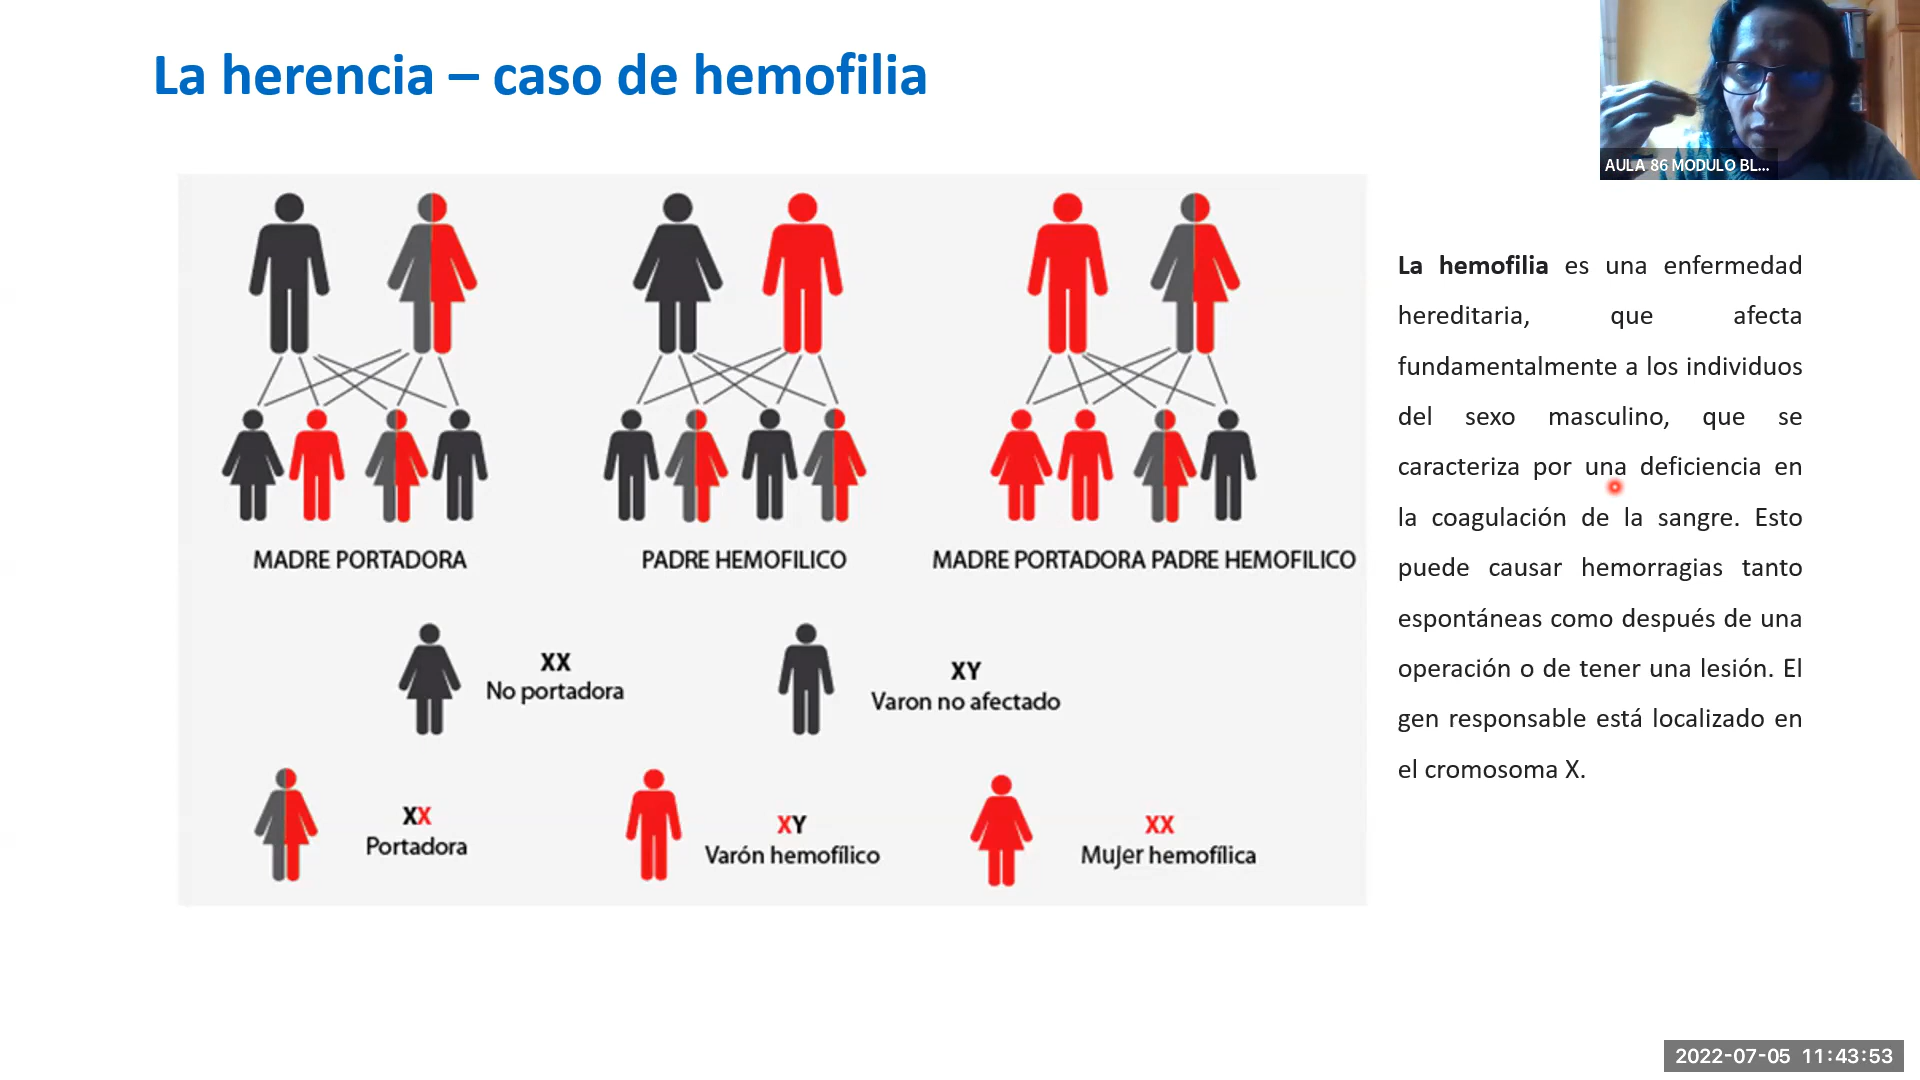 La herencia – caso de hemofilia
AULA 86 MODULO BL...
La hemofilia es una enfermedad
hereditaria, que afecta
fundamentalmente a los individuos
del sexo masculino, que se
caracteriza por una deficiencia en
la coagulación de la sangre. Esto
puede causar hemorragias tanto
espontáneas como después de una
operación o de tener una lesión. El
gen responsable está localizado en
el cromosoma X.
MADRE PORTADORA
PADRE HEMOFILICO
MADRE PORTADORA PADRE HEMOFILICO
XX
No portadora
XY
Varon no afectado
XX
Portadora
XY
Varón hemofílico
XX
Mujer hemofílica
2022-07-05 11:43:53